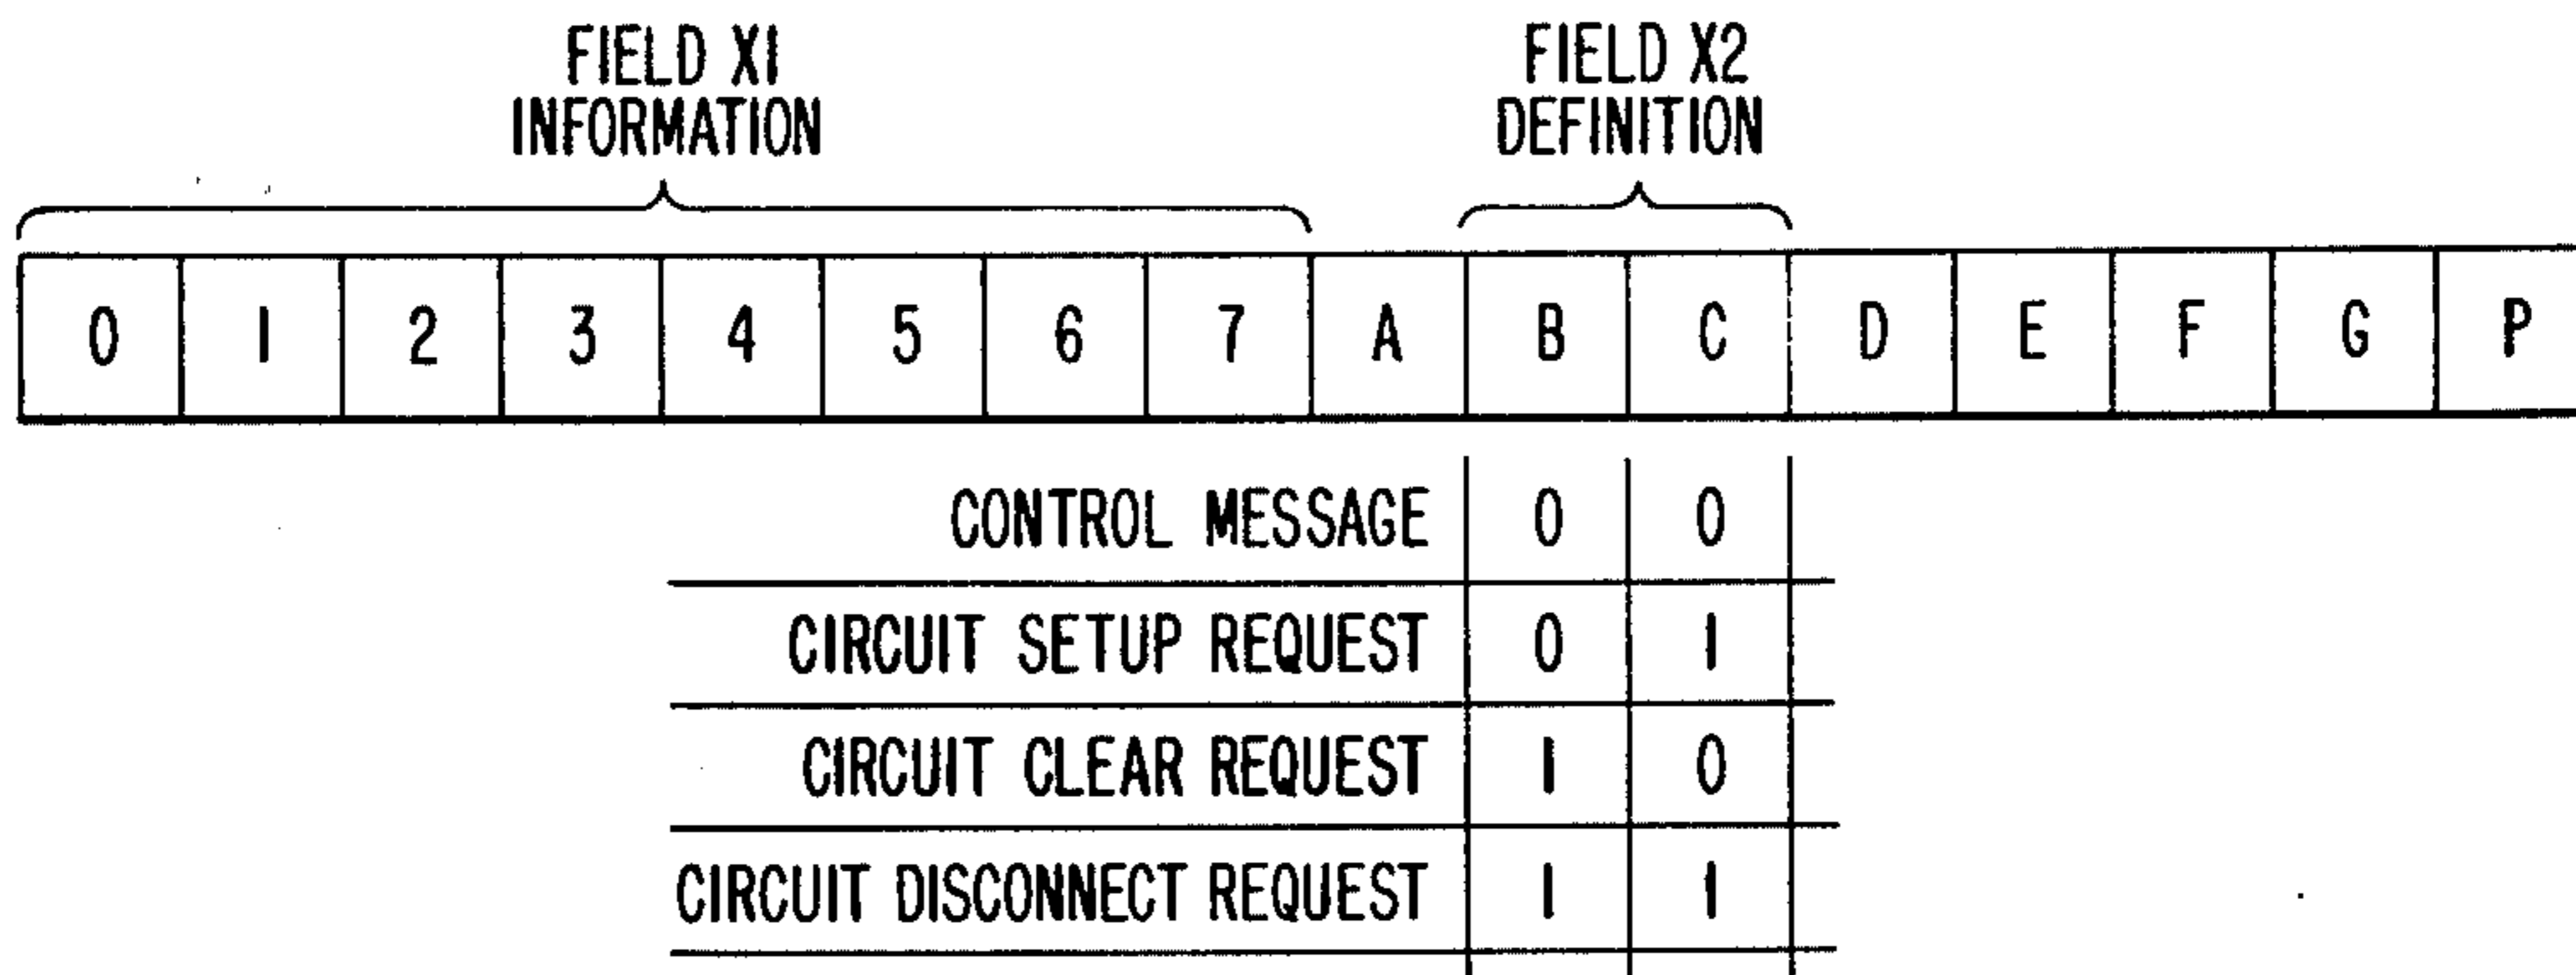 FIELD X1
INFORMATION
FIELD X2
DEFINITION
0 1 2 3 4 5 6 7 A B C D E F G P
CONTROL MESSAGE 0 0
CIRCUIT SETUP REQUEST 0 1
CIRCUIT CLEAR REQUEST 1 0
CIRCUIT DISCONNECT REQUEST 1 1